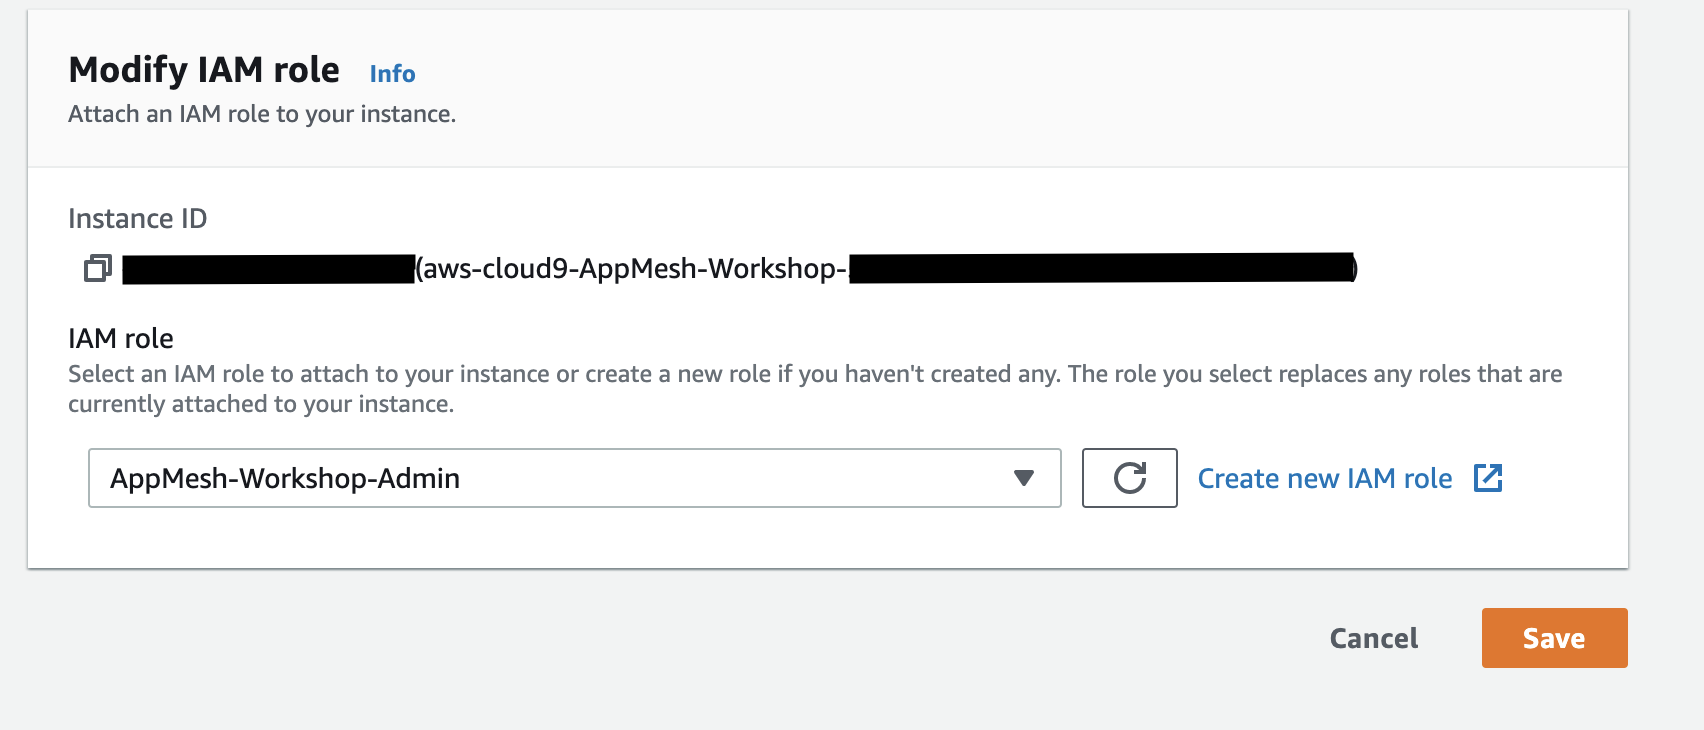 Modify IAM role Info
Attach an IAM role to your instance.
Instance ID
(aws-cloud9-AppMesh-Workshop- )
IAM role
Select an IAM role to attach to your instance or create a new role if you haven't created any. The role you select replaces any roles that are
currently attached to your instance.
AppMesh-Workshop-Admin Create new IAM role
Cancel Save